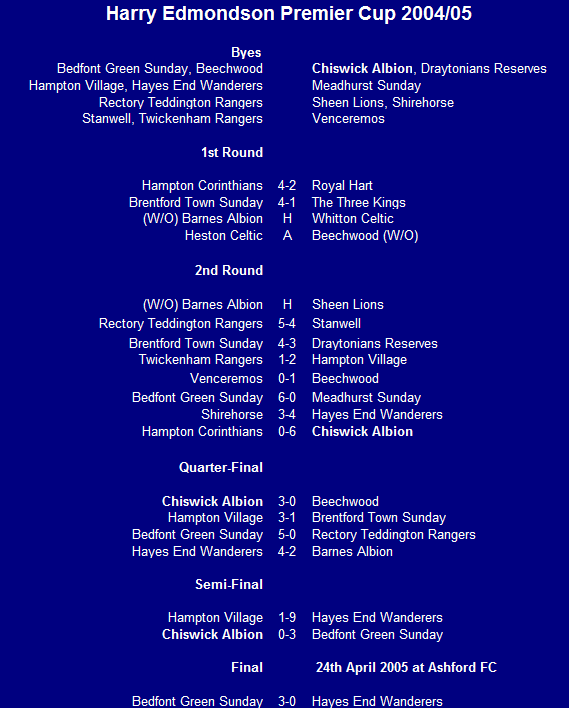 Harry Edmondson Premier Cup 2004/05
Byes
Bedfont Green Sunday, Beechwood Chiswick Albion, Draytonians Reserves
Hampton Village, Hayes End Wanderers Meadhurst Sunday
Rectory Teddington Rangers Sheen Lions, Shirehorse
Stanwell, Twickenham Rangers Venceremos
1st Round
Hampton Corinthians 4-2 Royal Hart
Brentford Town Sunday 4-1 The Three Kings
(W/O) Barnes Albion H Whitton Celtic
Heston Celtic A Beechwood (W/O)
2nd Round
(W/O) Barnes Albion H Sheen Lions
Rectory Teddington Rangers 5-4 Stanwell
Brentford Town Sunday 4-3 Draytonians Reserves
Twickenham Rangers 1-2 Hampton Village
Venceremos 0-1 Beechwood
Bedfont Green Sunday 6-0 Meadhurst Sunday
Shirehorse 3-4 Hayes End Wanderers
Hampton Corinthians 0-6 Chiswick Albion
Quarter-Final
Chiswick Albion 3-0 Beechwood
Hampton Village 3-1 Brentford Town Sunday
Bedfont Green Sunday 5-0 Rectory Teddington Rangers
Hayes End Wanderers 4-2 Barnes Albion
Semi-Final
Hampton Village 1-9 Hayes End Wanderers
Chiswick Albion 0-3 Bedfont Green Sunday
Final 24th April 2005 at Ashford FC
Bedfont Green Sunday 3-0 Hayes End Wanderers